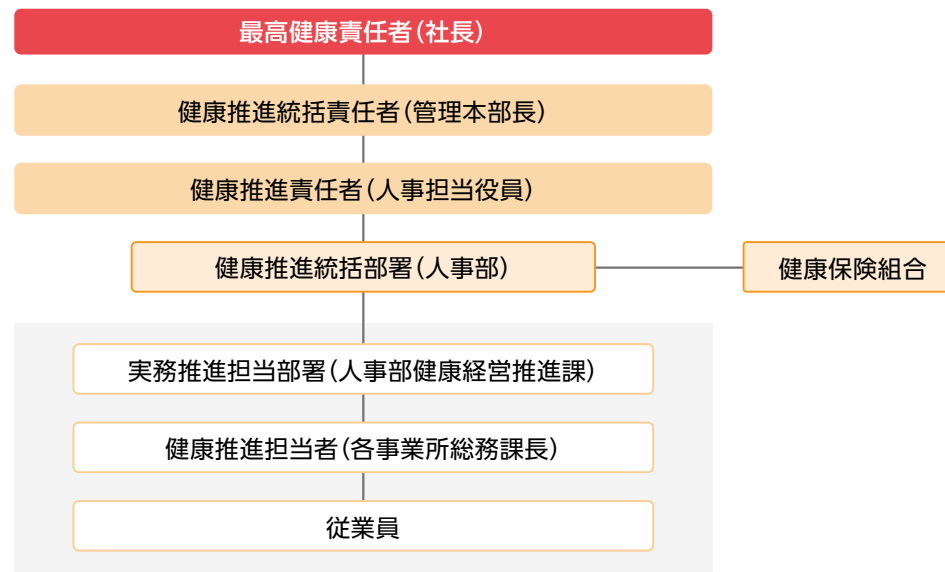 最高健康責任者（社長）
健康推進統括責任者（管理本部長）
健康推進責任者（人事担当役員）
健康推進統括部署（人事部）
健康保険組合
実務推進担当部署（人事部健康経営推進課）
健康推進担当者（各事業所総務課長）
従業員